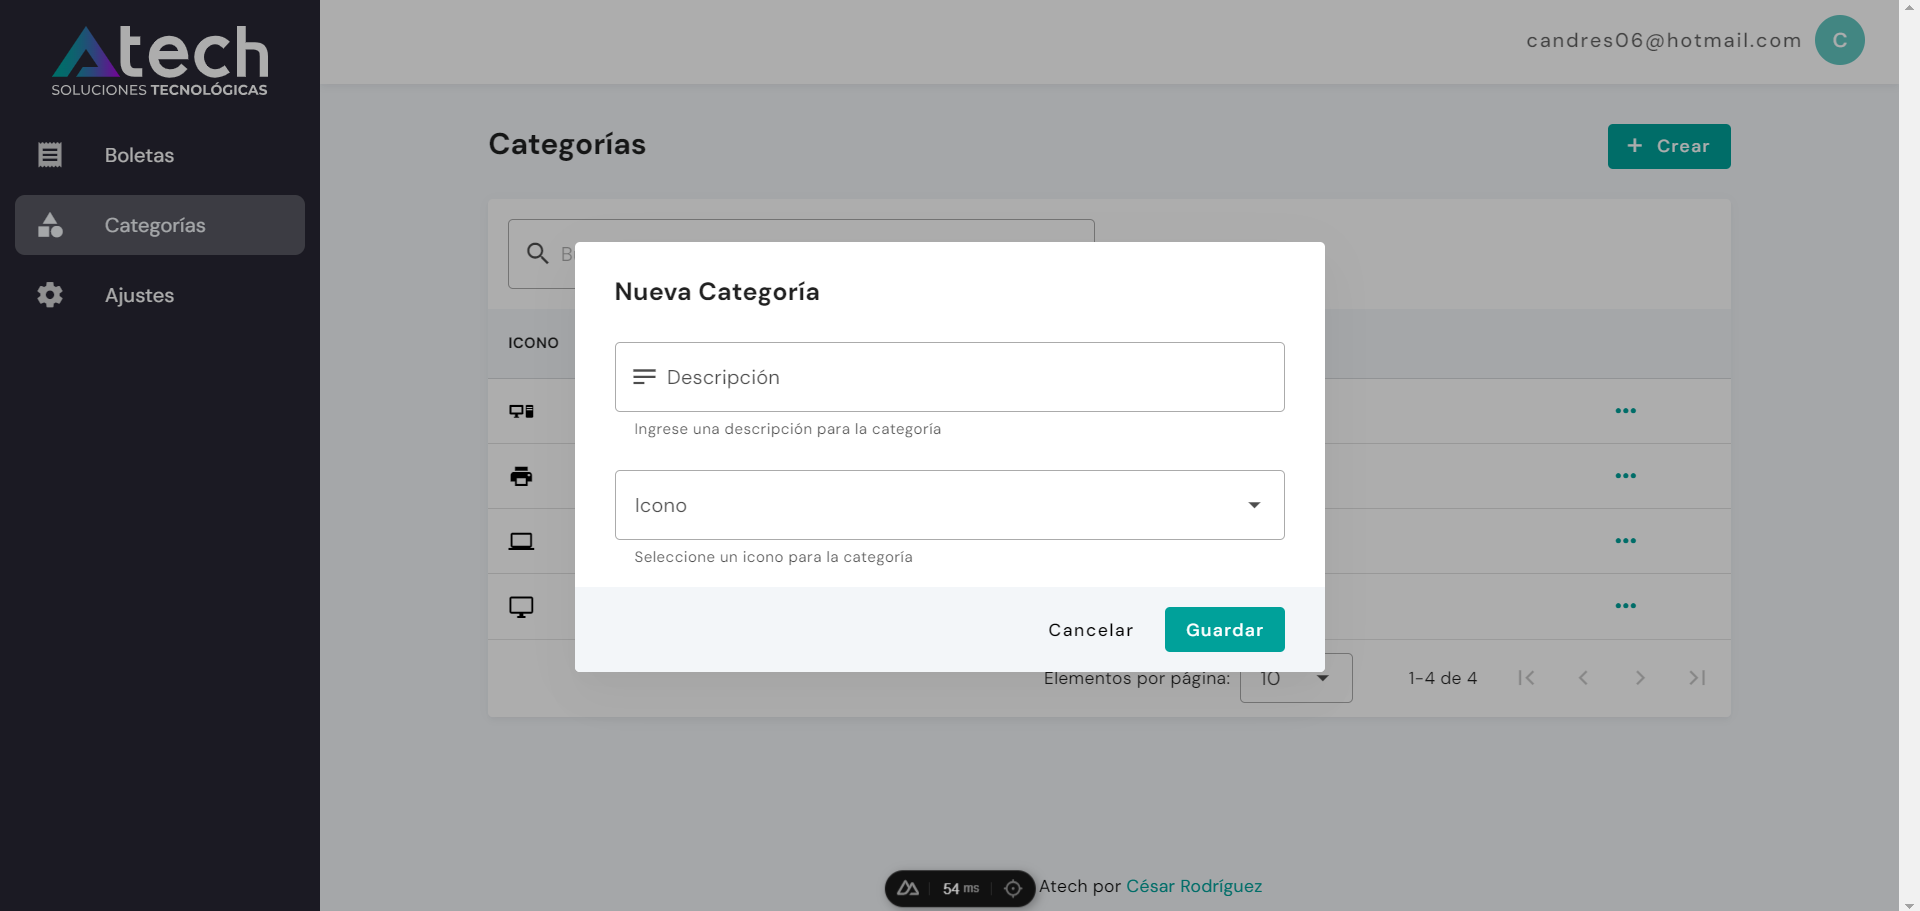 Atech
SOLUCIONES TECNOLÓGICAS
Boletas
Categorías
Ajustes
candres06@hotmail.com
C
Categorías
+ Crear
ICONO
Nueva Categoría
Descripción
Ingrese una descripción para la categoría
Icono
Seleccione un icono para la categoría
Cancelar
Guardar
Elementos por página:
10
1-4 de 4
54 ms
Atech por César Rodríguez